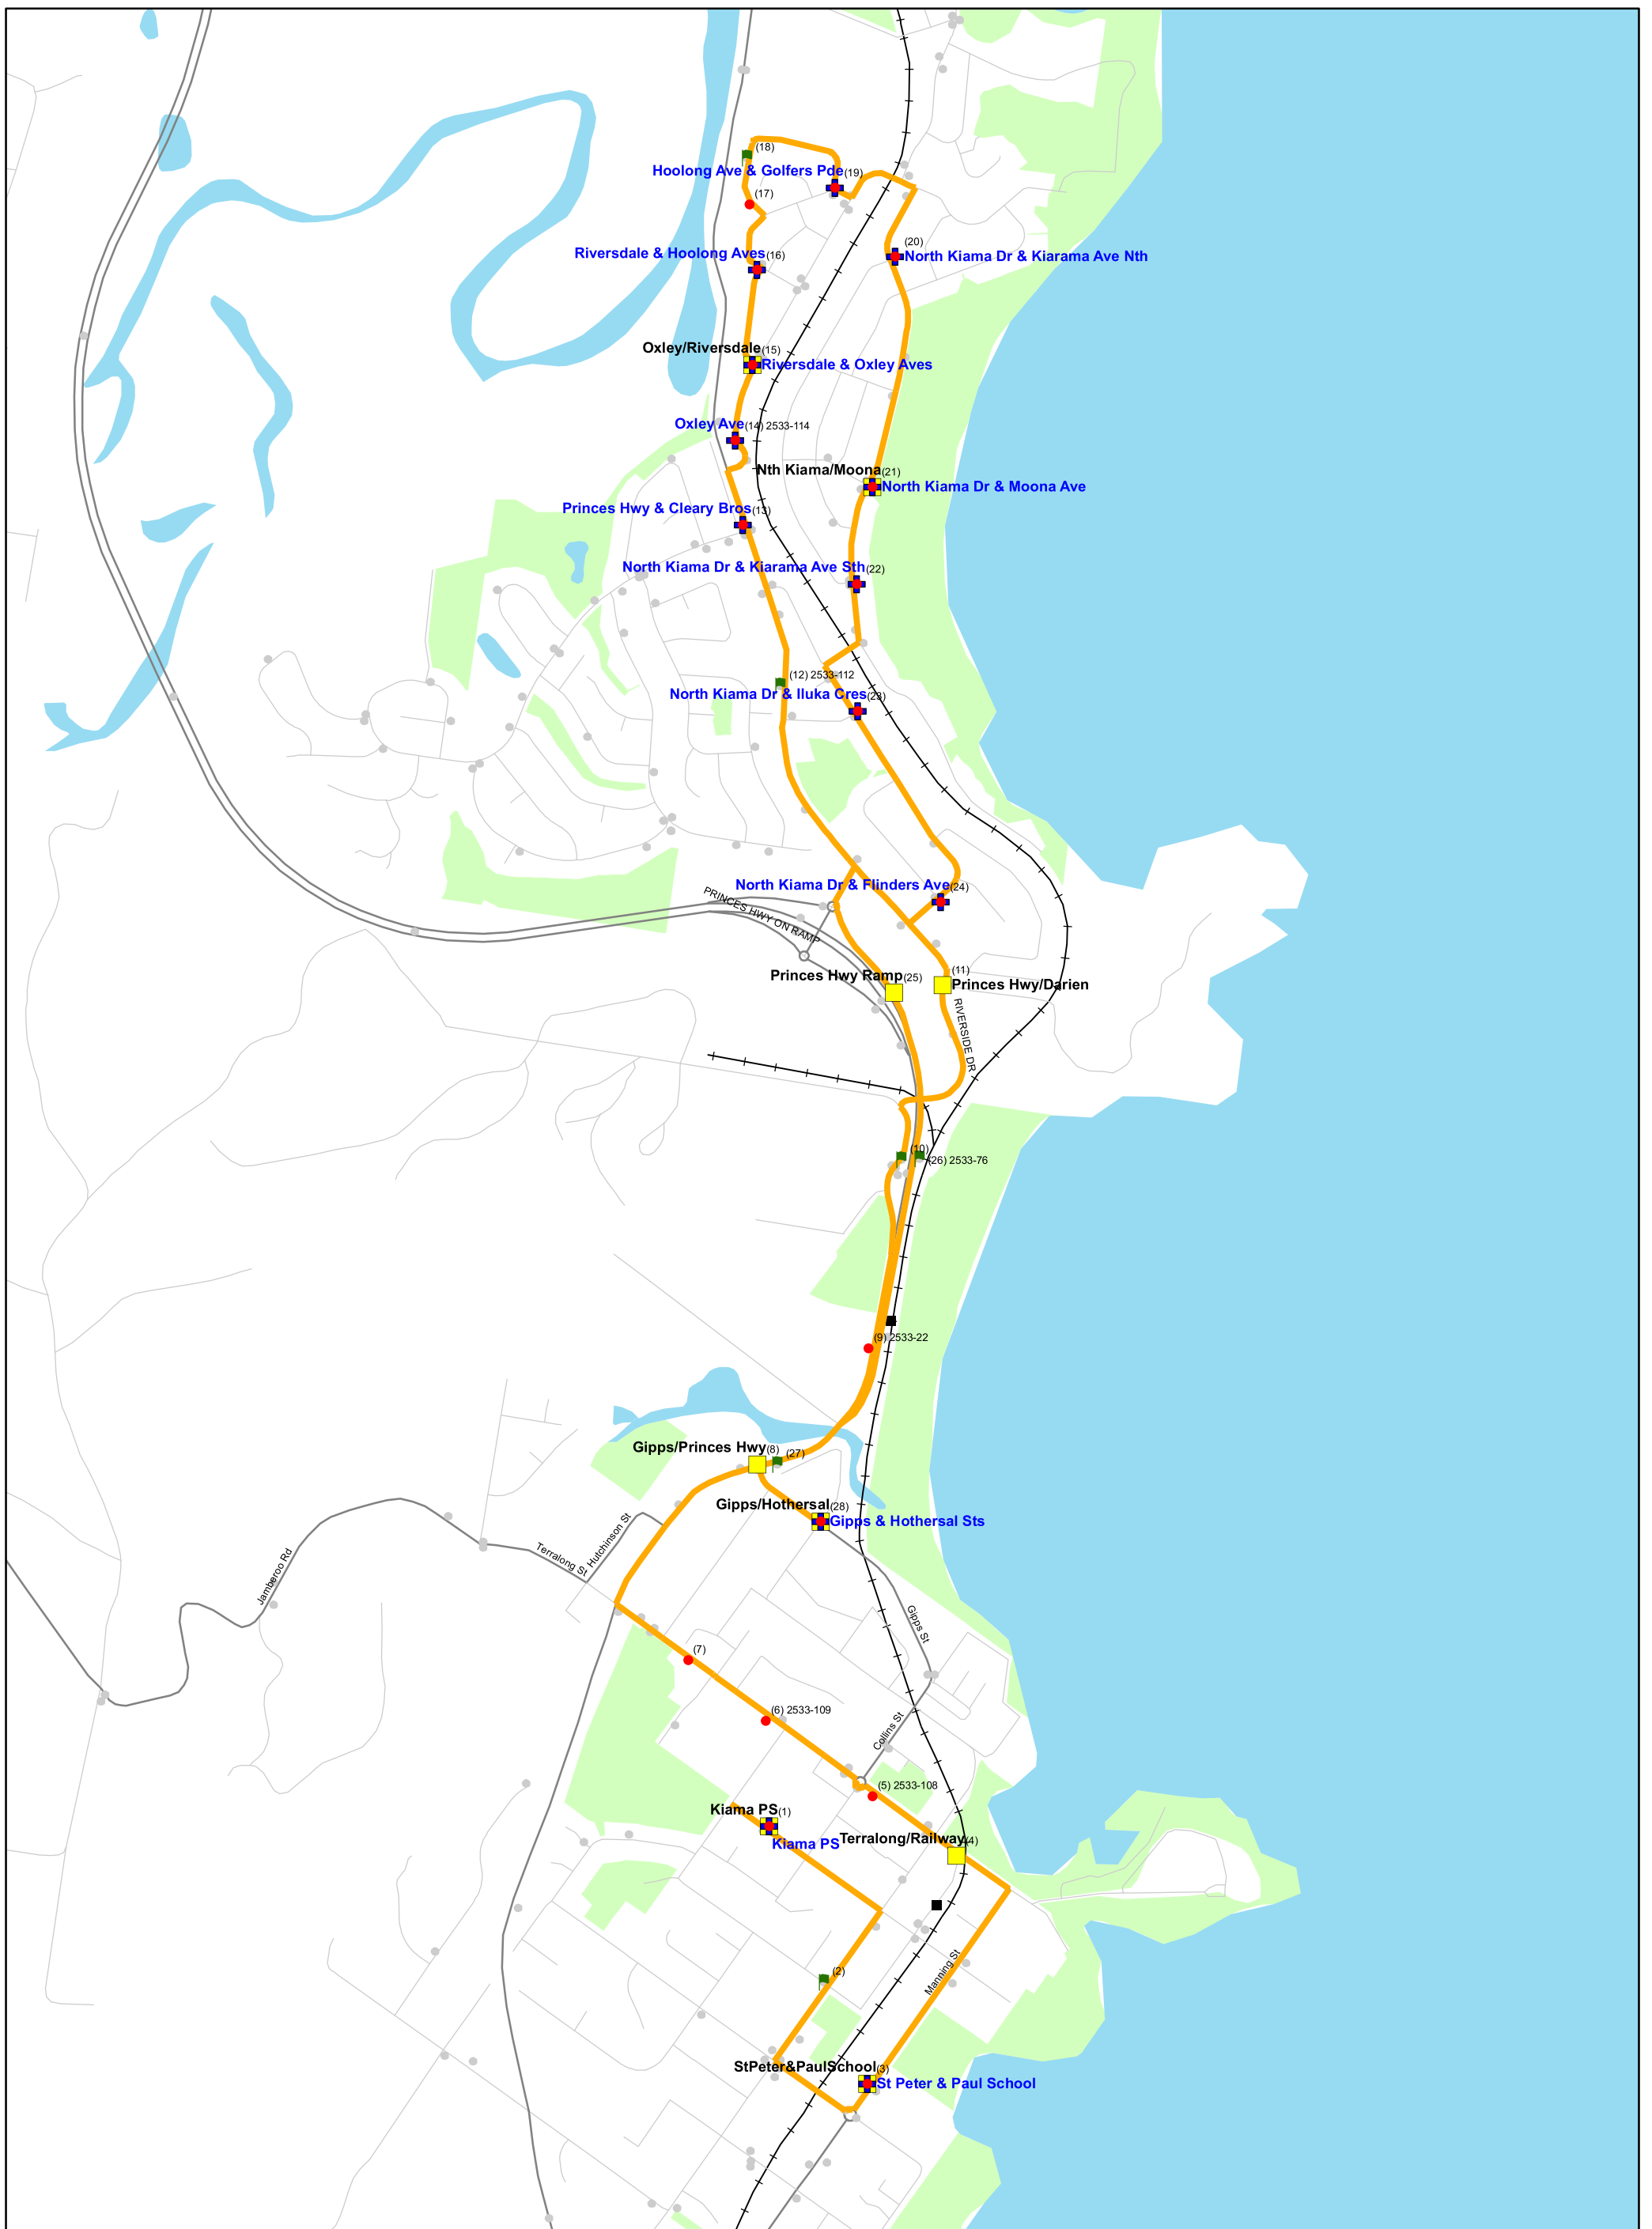 (18)
Hoolong Ave & Golfers Pde(19)
(17)
(20)
North Kiama Dr & Kiarama Ave Nth
Riversdale & Hoolong Aves(16)
Oxley/Riversdale(15)
Riversdale & Oxley Aves
Oxley Ave(14) 2533-114
Nth Kiama/Moona(21)
North Kiama Dr & Moona Ave
Princes Hwy & Cleary Bros(13)
North Kiama Dr & Kiarama Ave Sth(22)
(12) 2533-112
North Kiama Dr & Iluka Cres(23)
North Kiama Dr & Flinders Ave(24)
PRINCES HWY ON RAMP
Princes Hwy Ramp(25)
(11)
Princes Hwy/Darien
RIVERSIDE DR
(10)
(26) 2533-76
(9) 2533-22
Gipps/Princes Hwy(8)
(27)
Gipps/Hothersal(28)
Gipps & Hothersal Sts
Hutchinson St
Terralong St
Jamberoo Rd
Gipps St
(7)
(6) 2533-109
Collins St
(5) 2533-108
Kiama PS(1)
Kiama PS
Terralong/Railway(4)
(2)
Manning St
StPeter&PaulSchool(3)
St Peter & Paul School